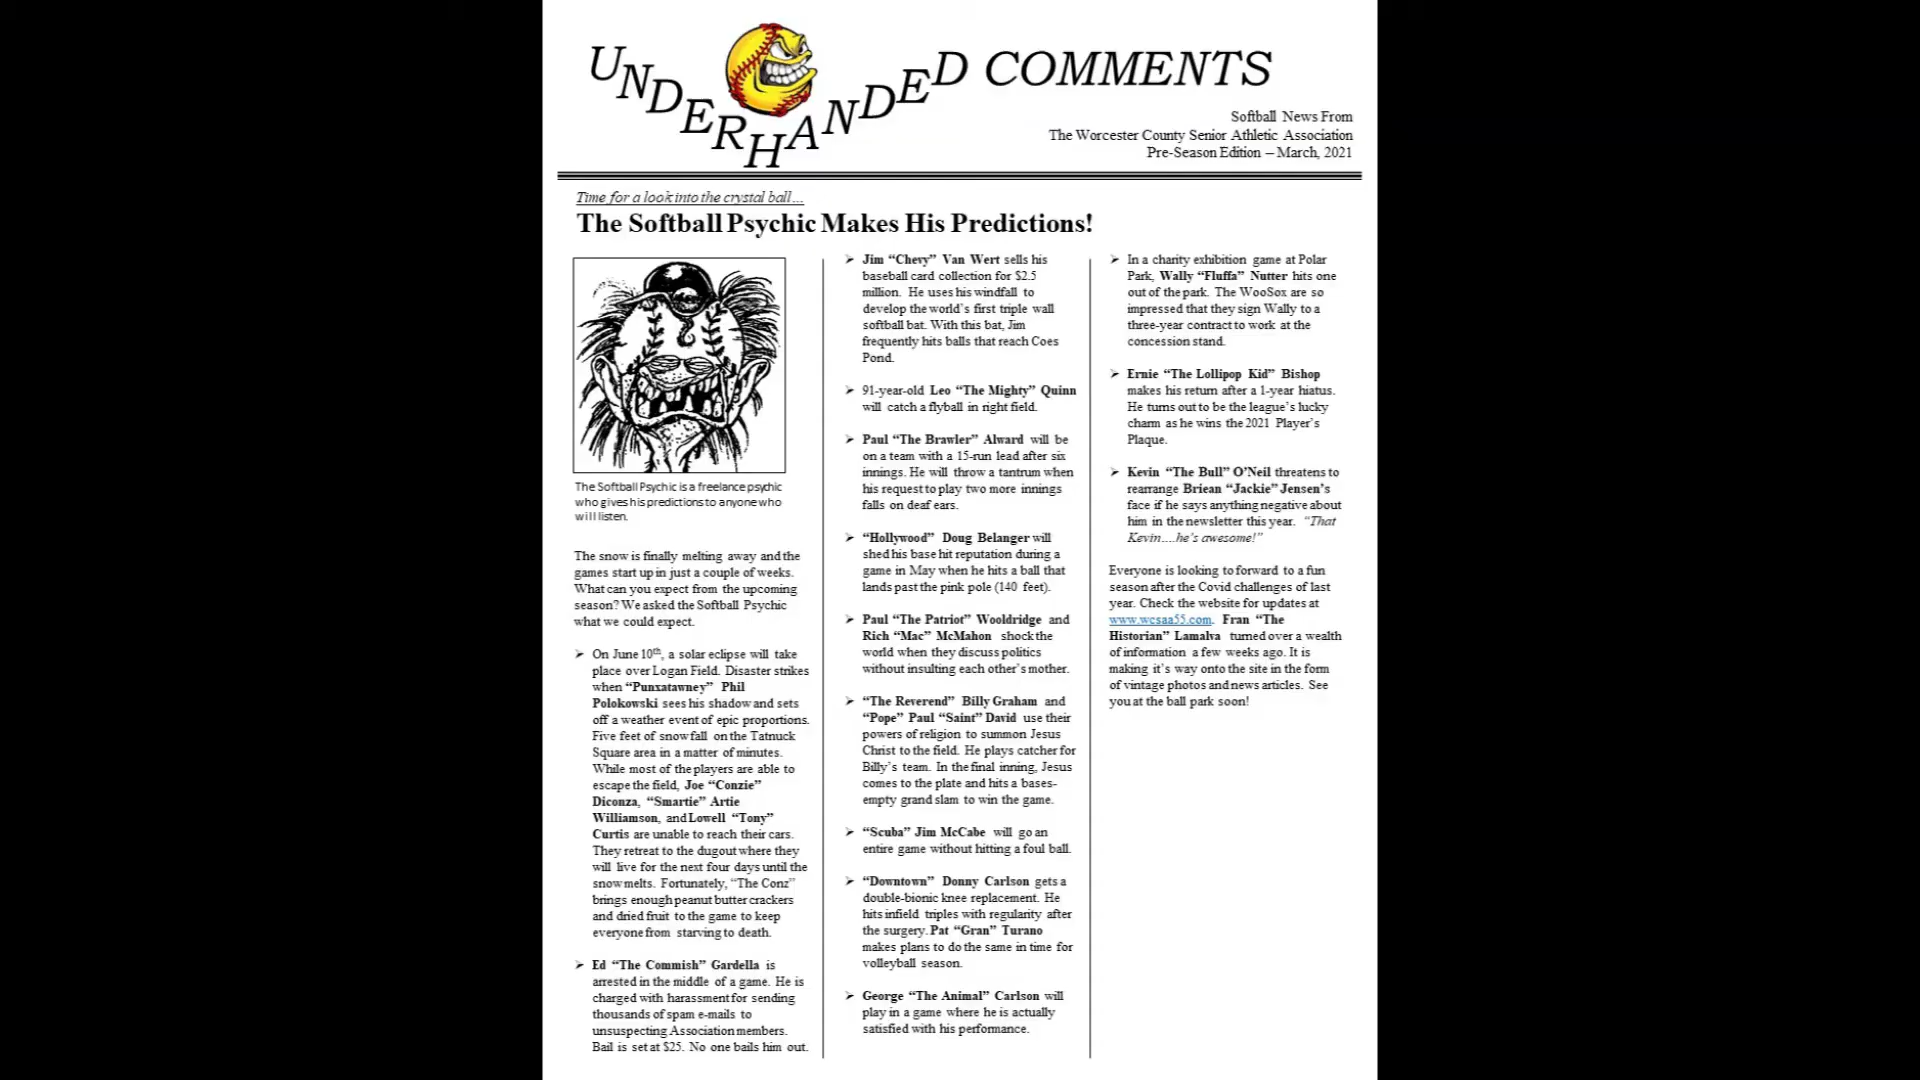 UNDERHANDED COMMENTS
Softball News From
The Worcester County Senior Athletic Association
Pre-Season Edition – March, 2021
Time for a look into the crystal ball…
The Softball Psychic Makes His Predictions!
The Softball Psychic is a freelance psychic
who gives his predictions to anyone who
will listen.
The snow is finally melting away and the
games start up in just a couple of weeks.
What can you expect from the upcoming
season? We asked the Softball Psychic
what we could expect.
➢ On June 10th, a solar eclipse will take
place over Logan Field. Disaster strikes
when “Punxatawney” Phil
Polokowski sees his shadow and sets
off a weather event of epic proportions.
Five feet of snow fall on the Tatnuck
Square area in a matter of minutes.
While most of the players are able to
escape the field, Joe “Conzie”
Diconza, “Smartie” Artie
Williamson, and Lowell “Tony”
Curtis are unable to reach their cars.
They retreat to the dugout where they
will live for the next four days until the
snow melts. Fortunately, “The Conz”
brings enough peanut butter crackers
and dried fruit to the game to keep
everyone from starving to death.
➢ Ed “The Commish” Gardella is
arrested in the middle of a game. He is
charged with harassment for sending
thousands of spam e-mails to
unsuspecting Association members.
Bail is set at $25. No one bails him out.
➢ Jim “Chevy” Van Wert sells his
baseball card collection for $2.5
million. He uses his windfall to
develop the world’s first triple wall
softball bat. With this bat, Jim
frequently hits balls that reach Coes
Pond.
➢ 91-year-old Leo “The Mighty” Quinn
will catch a flyball in right field.
➢ Paul “The Brawler” Alward will be
on a team with a 15-run lead after six
innings. He will throw a tantrum when
his request to play two more innings
falls on deaf ears.
➢ “Hollywood” Doug Belanger will
shed his base hit reputation during a
game in May when he hits a ball that
lands past the pink pole (140 feet).
➢ Paul “The Patriot” Wooldridge and
Rich “Mac” McMahon shock the
world when they discuss politics
without insulting each other’s mother.
➢ “The Reverend” Billy Graham and
“Pope” Paul “Saint” David use their
powers of religion to summon Jesus
Christ to the field. He plays catcher for
Billy’s team. In the final inning, Jesus
comes to the plate and hits a bases-
empty grand slam to win the game.
➢ “Scuba” Jim McCabe will go an
entire game without hitting a foul ball.
➢ “Downtown” Donny Carlson gets a
double-bionic knee replacement. He
hits infield triples with regularity after
the surgery. Pat “Gran” Turano
makes plans to do the same in time for
volleyball season.
➢ George “The Animal” Carlson will
play in a game where he is actually
satisfied with his performance.
➢ In a charity exhibition game at Polar
Park, Wally “Fluffa” Nutter hits one
out of the park. The WooSox are so
impressed that they sign Wally to a
three-year contract to work at the
concession stand.
➢ Ernie “The Lollipop Kid” Bishop
makes his return after a 1-year hiatus.
He turns out to be the league’s lucky
charm as he wins the 2021 Player’s
Plaque.
➢ Kevin “The Bull” O’Neil threatens to
rearrange Briean “Jackie” Jensen’s
face if he says anything negative about
him in the newsletter this year. “That
Kevin….he’s awesome!”
Everyone is looking forward to a fun
season after the Covid challenges of last
year. Check the website for updates at
www.wcsaa55.com. Fran “The
Historian” Lamalva turned over a wealth
of information a few weeks ago. It is
making it’s way onto the site in the form
of vintage photos and news articles. See
you at the ball park soon!